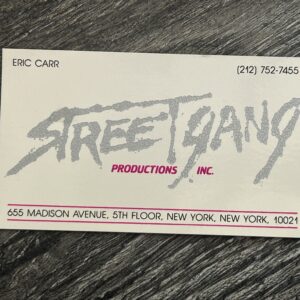 ERIC CARR (212) 752-7455
STREETGANG
PRODUCTIONS INC.
655 MADISON AVENUE, 5TH FLOOR, NEW YORK, NEW YORK, 10021